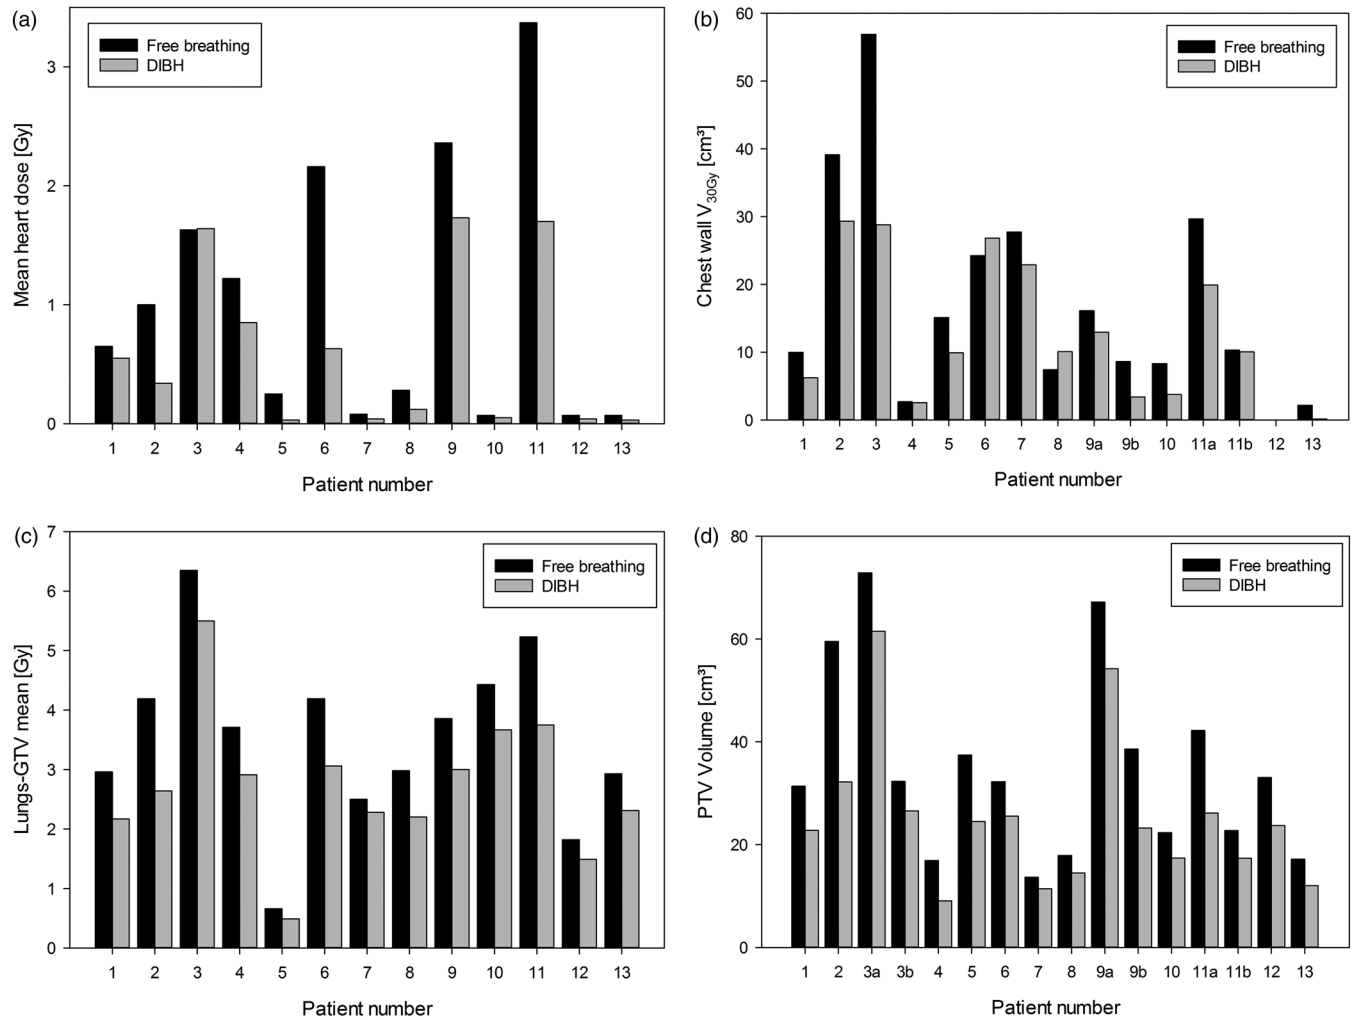 (a)
Free breathing
DIBH
Mean heart dose [Gy]
3
2
1
0
1 2 3 4 5 6 7 8 9 10 11 12 13
Patient number
(b)
Free breathing
DIBH
Chest wall V30Gy [cm³]
60
50
40
30
20
10
0
1 2 3 4 5 6 7 8 9a 9b 10 11a 11b 12 13
Patient number
(c)
Free breathing
DIBH
Lungs-GTV mean [Gy]
7
6
5
4
3
2
1
0
1 2 3 4 5 6 7 8 9 10 11 12 13
Patient number
(d)
Free breathing
DIBH
PTV Volume [cm³]
80
60
40
20
0
1 2 3a 3b 4 5 6 7 8 9a 9b 10 11a 11b 12 13
Patient number